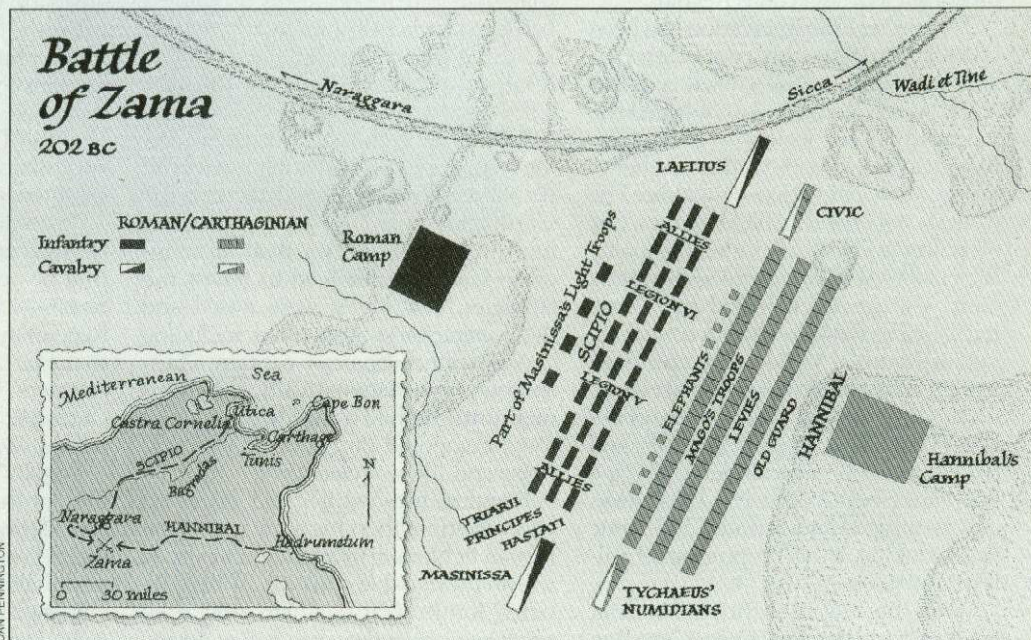 Battle
of Zama
202 BC
ROMAN/CARTHAGINIAN
Infantry
Cavalry
Naraggara
Sicca
Wadi et Tine
LAELIUS
CIVIC
Roman
Camp
Part of Masinissa's Light Troops
SCIPIO
ALLIES
LEGION VI
LEGION V
ALLIES
TRIARII
PRINCIPES
HASTATI
MASINISSA
ELEPHANTS
MAGO'S TROOPS
LEVIES
OLD GUARD
HANNIBAL
Hannibal's
Camp
TYCHAEUS'
NUMIDIANS
Mediterranean Sea
Castra Cornelia
Utica
Cape Bon
Carthage
Tunis
SCIPIO
Bagradas
N
Naraggara
HANNIBAL
Hadrumetum
Zama
0 30 miles
PENNINGTON